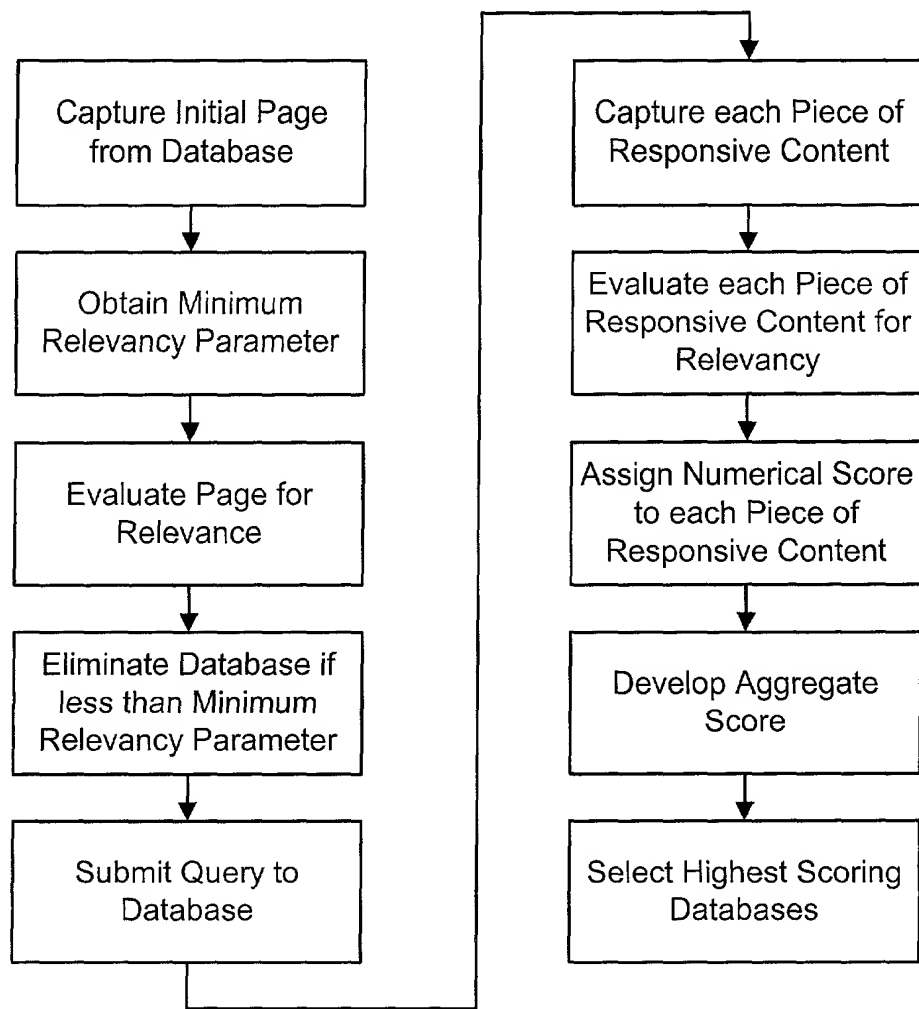 Capture Initial Page
from Database
Obtain Minimum
Relevancy Parameter
Evaluate Page for
Relevance
Eliminate Database if
less than Minimum
Relevancy Parameter
Submit Query to
Database
Capture each Piece of
Responsive Content
Evaluate each Piece of
Responsive Content for
Relevancy
Assign Numerical Score
to each Piece of
Responsive Content
Develop Aggregate
Score
Select Highest Scoring
Databases